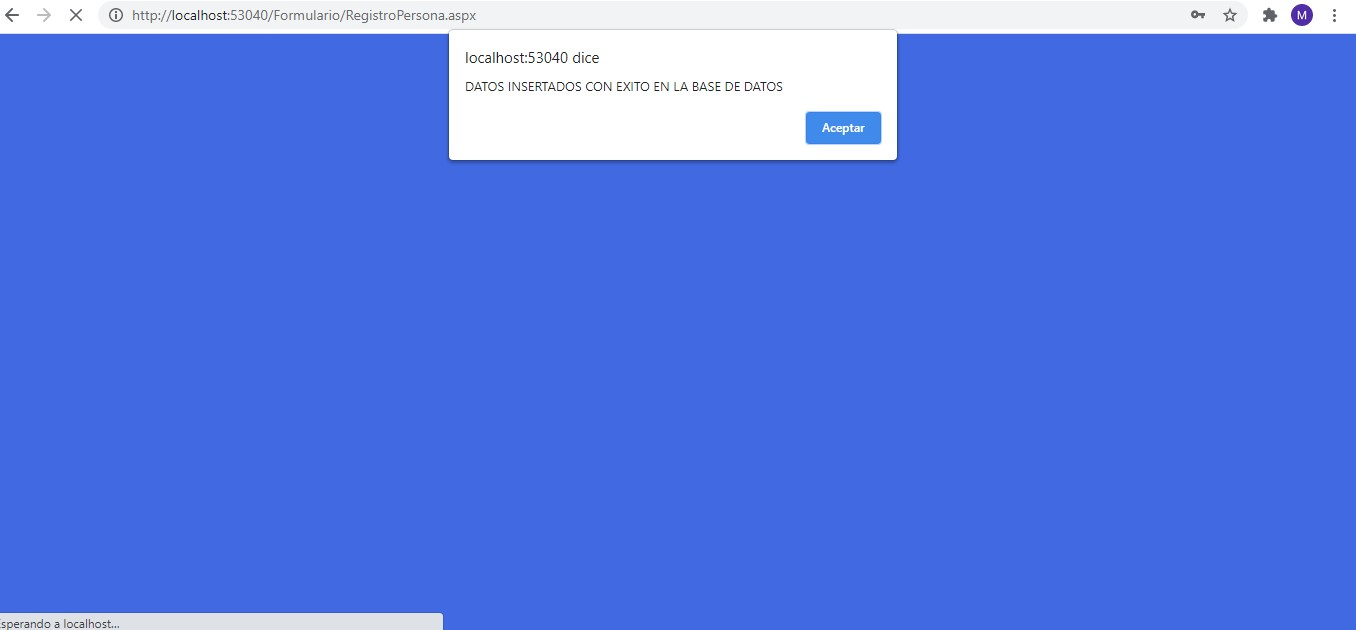 http://localhost:53040/Formulario/RegistroPersona.aspx
M
localhost:53040 dice
DATOS INSERTADOS CON EXITO EN LA BASE DE DATOS
Aceptar
sperando a localhost...